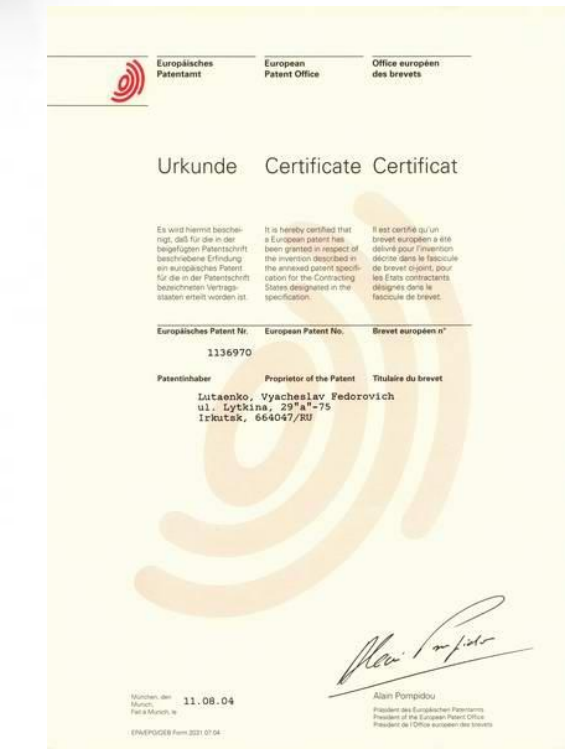 Europäisches
Patentamt
European
Patent Office
Office européen
des brevets
Urkunde
Certificate
Certificat
Es wird hiermit beschei-
nigt, daß für die in der
beigefügten Patentschrift
beschriebene Erfindung
ein europäisches Patent
für die in der Patentschrift
bezeichneten Vertrags-
staaten erteilt worden ist.
It is hereby certified that
a European patent has
been granted in respect of
the invention described in
the annexed patent specifi-
cation for the Contracting
States designated in the
specification.
Il est certifié qu'un
brevet européen a été
délivré pour l'invention
décrite dans le fascicule
de brevet ci-joint, pour
les Etats contractants
désignés dans le
fascicule de brevet.
Europäisches Patent Nr.
European Patent No.
Brevet européen n°
1136970
Patentinhaber
Proprietor of the Patent
Titulaire du brevet
Lutaenko, Vyacheslav Fedorovich
ul. Lytkina, 29"a"-75
Irkutsk, 664047/RU
Alain Pompidou
München, den
Munich,
Fait à Munich, le
11.08.04
Alain Pompidou
Präsident des Europäischen Patentamts
President of the European Patent Office
Président de l'Office européen des brevets
EPA/EPO/OEB Form 2031 07.04